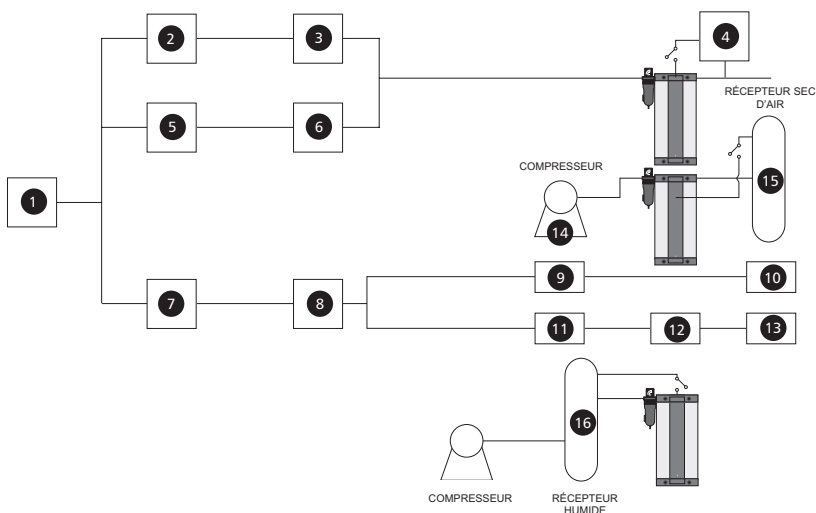 2
3
4
RÉCEPTEUR SEC
D'AIR
5
6
COMPRESSEUR
15
1
14
7
8
9
10
11
12
13
16
COMPRESSEUR
RÉCEPTEUR
HUMIDE